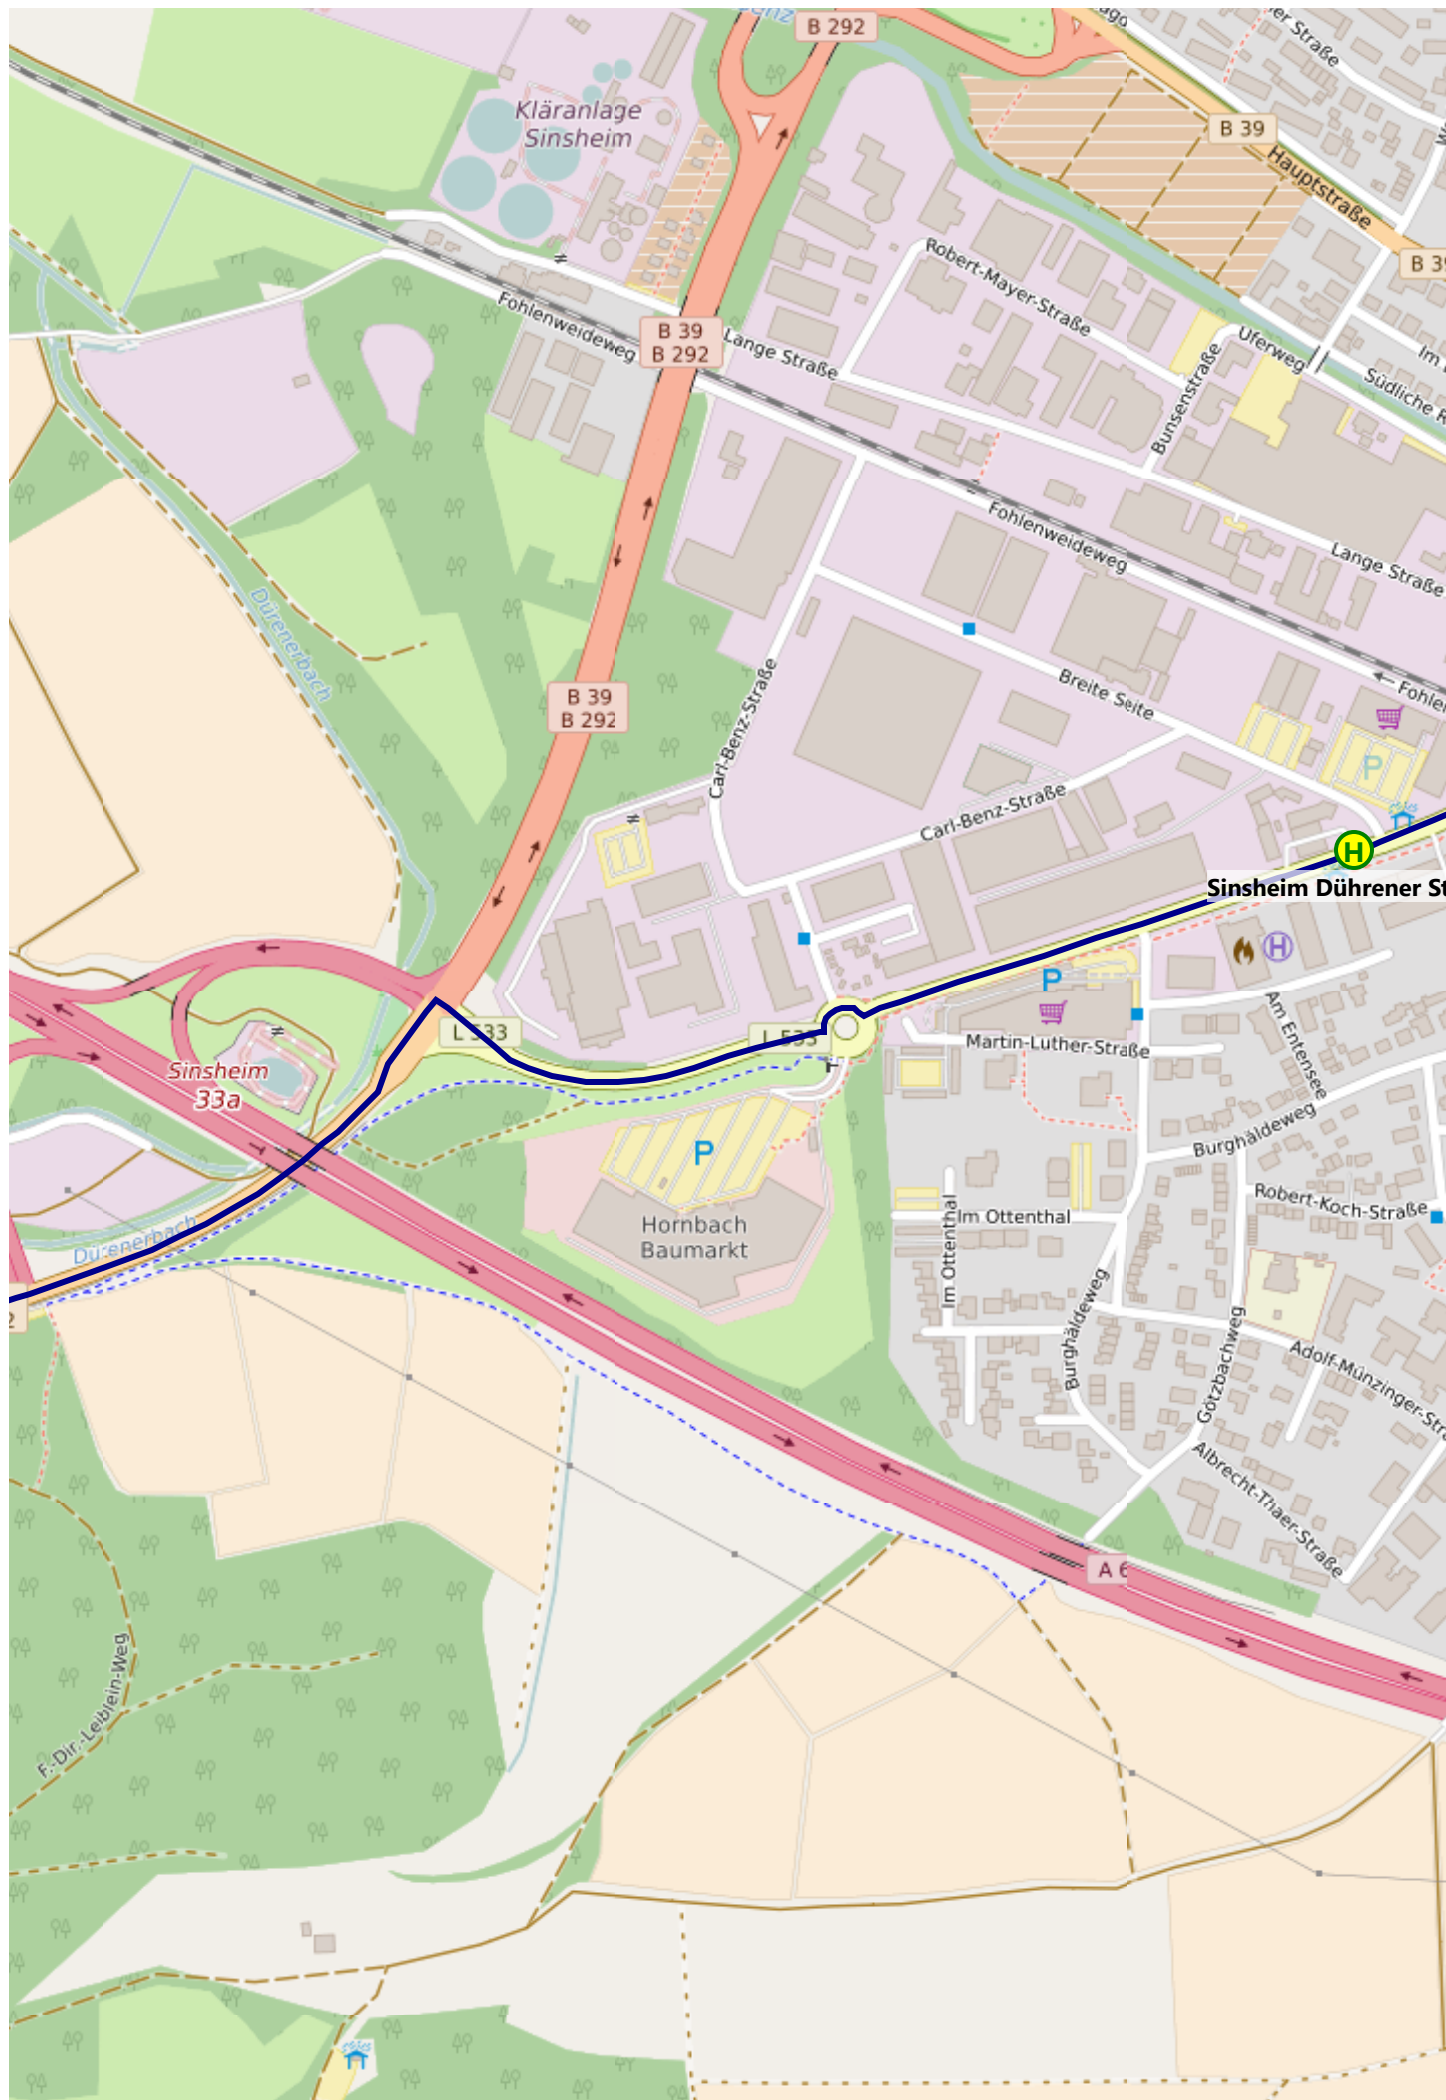 B 292
Kläranlage
Sinsheim
B 39
Hauptstraße
Robert-Mayer-Straße
Fohlenweideweg
B 39
B 292
Lange Straße
Uferweg
Bunsenstraße
Südliche
Im
Fohlenweideweg
Lange Straße
Dürenerbach
Breite Seite
Carl-Benz-Straße
B 39
B 292
P
Carl-Benz-Straße
H
Sinsheim Dührener St
H
P
L 533
L 533
Martin-Luther-Straße
Am Entensee
Sinsheim
33a
Burghäldeweg
P
Robert-Koch-Straße
Im Ottenthal
Im Ottenthal
Hornbach
Baumarkt
Dürenerbach
Burghäldeweg
Götzbachweg
Adolf-Münzinger-Stra
Albrecht-Thaer-Straße
A 6
F.-Dir.-Leiblein-Weg